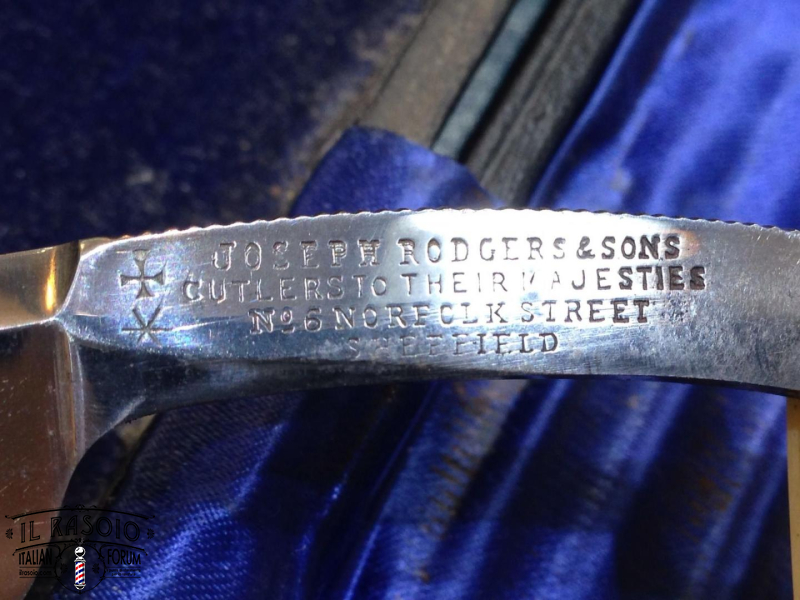 JOSEPH RODGERS & SONS
CUTLERS TO THEIR MAJESTIES
No 6 NORFOLK STREET
SHEFFIELD
IL RASOIO
ITALIAN FORUM